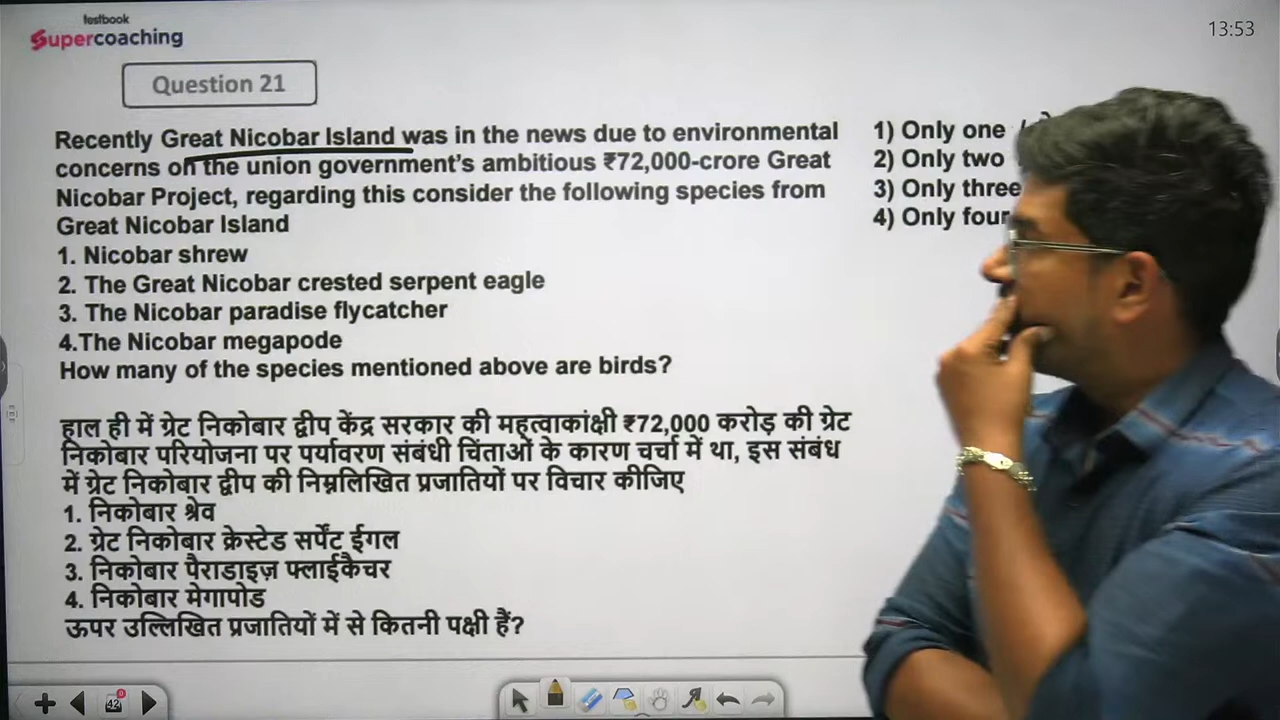 testbook
Supercoaching
13:53
Question 21
Recently Great Nicobar Island was in the news due to environmental
concerns on the union government's ambitious ₹72,000-crore Great
Nicobar Project, regarding this consider the following species from
Great Nicobar Island
1. Nicobar shrew
2. The Great Nicobar crested serpent eagle
3. The Nicobar paradise flycatcher
4.The Nicobar megapode
How many of the species mentioned above are birds?
1) Only one
2) Only two
3) Only three
4) Only four
हाल ही में ग्रेट निकोबार द्वीप केंद्र सरकार की महत्वाकांक्षी ₹72,000 करोड़ की ग्रेट
निकोबार परियोजना पर पर्यावरण संबंधी चिंताओं के कारण चर्चा में था, इस संबंध
में ग्रेट निकोबार द्वीप की निम्नलिखित प्रजातियों पर विचार कीजिए
1. निकोबार श्रेव
2. ग्रेट निकोबार क्रेस्टेड सर्पेंट ईगल
3. निकोबार पैराडाइज़ फ्लाईकैचर
4. निकोबार मेगापोड
ऊपर उल्लिखित प्रजातियों में से कितनी पक्षी हैं?
42